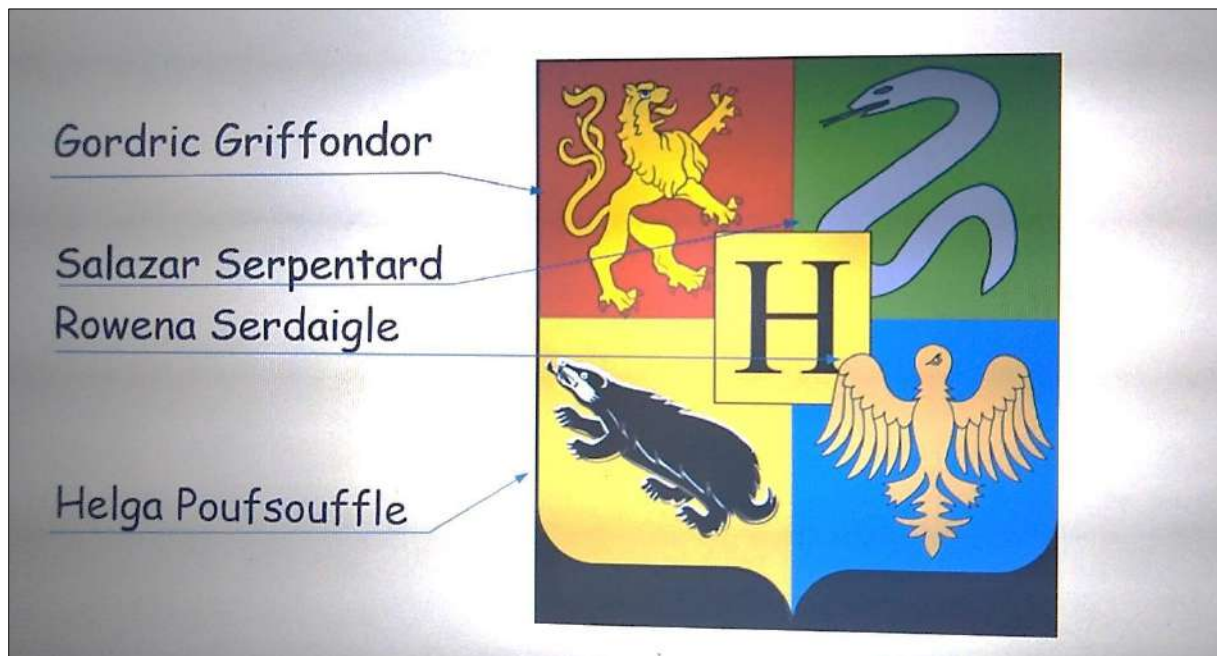 Gordric Griffondor
Salazar Serpentard
Rowena Serdaigle
Helga Poufsouffle
H